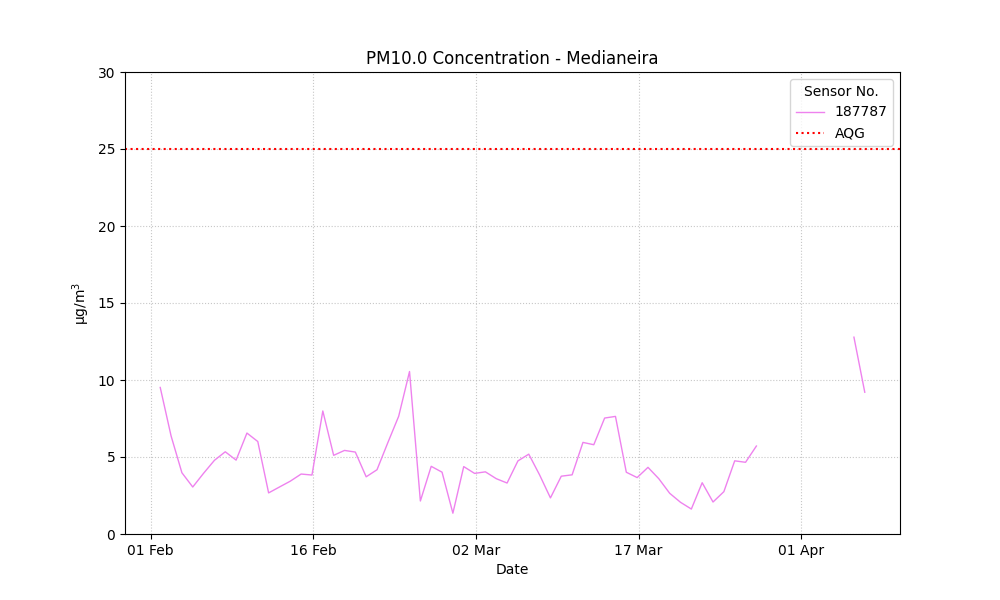 PM10.0 Concentration - Medianeira
30
25
20
15
10
5
0
µg/m³
Sensor No.
187787
AQG
01 Feb
16 Feb
02 Mar
17 Mar
01 Apr
Date